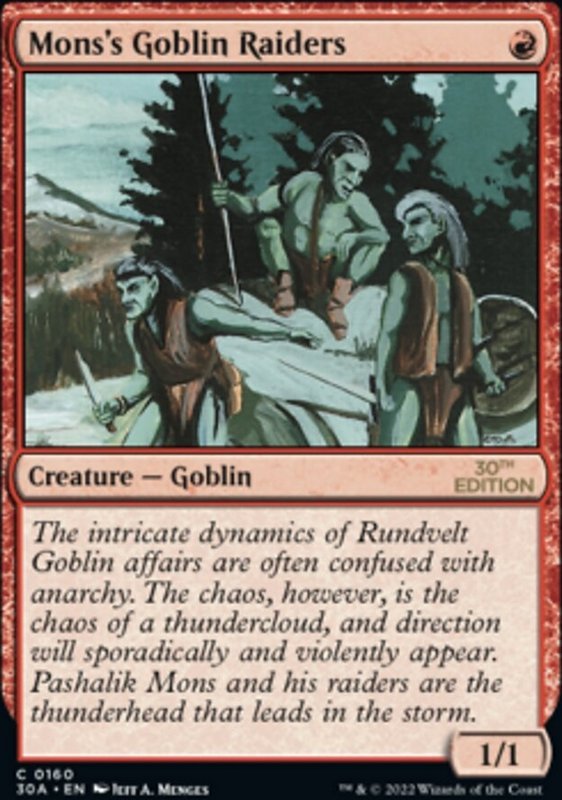 Mons's Goblin Raiders
Creature — Goblin
30TH
EDITION
The intricate dynamics of Rundvelt
Goblin affairs are often confused with
anarchy. The chaos, however, is the
chaos of a thundercloud, and direction
will sporadically and violently appear.
Pashalik Mons and his raiders are the
thunderhead that leads in the storm.
1/1
C 0160
30A • EN Jeff A. Menges
™ & © 2022 Wizards of the Coast